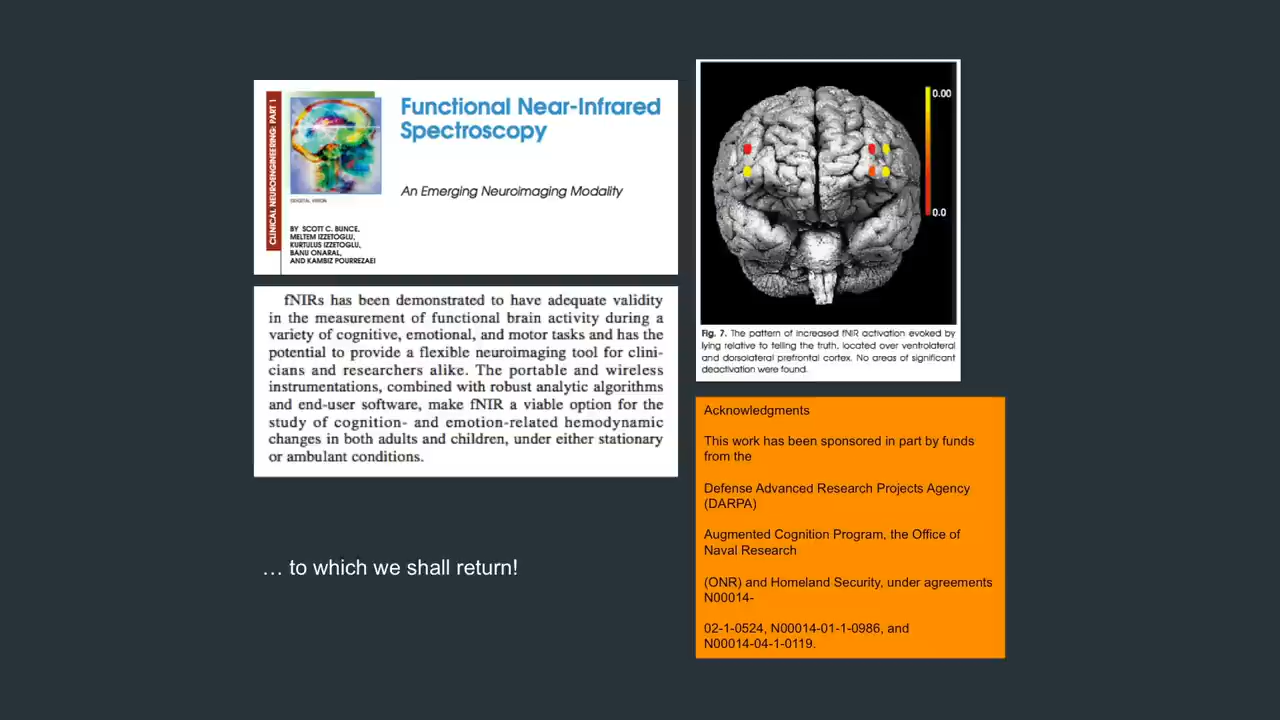 CLINICAL NEUROENGINEERING: PART 1
Functional Near-Infrared
Spectroscopy
An Emerging Neuroimaging Modality
BY SCOTT C. BUNCE,
MELTEM IZZETOGLU,
KURTULUS IZZETOGLU,
BANU ONARAL,
AND KAMBIZ POURREZAEI
fNIRs has been demonstrated to have adequate validity
in the measurement of functional brain activity during a
variety of cognitive, emotional, and motor tasks and has the
potential to provide a flexible neuroimaging tool for clini-
cians and researchers alike. The portable and wireless
instrumentations, combined with robust analytic algorithms
and end-user software, make fNIR a viable option for the
study of cognition- and emotion-related hemodynamic
changes in both adults and children, under either stationary
or ambulant conditions.
… to which we shall return!
0.00
0.0
Fig. 7. The pattern of increased fNIR activation evoked by
lying relative to telling the truth, located over ventrolateral
and dorsolateral prefrontal cortex. No areas of significant
deactivation were found.
Acknowledgments
This work has been sponsored in part by funds
from the
Defense Advanced Research Projects Agency
(DARPA)
Augmented Cognition Program, the Office of
Naval Research
(ONR) and Homeland Security, under agreements
N00014-
02-1-0524, N00014-01-1-0986, and
N00014-04-1-0119.